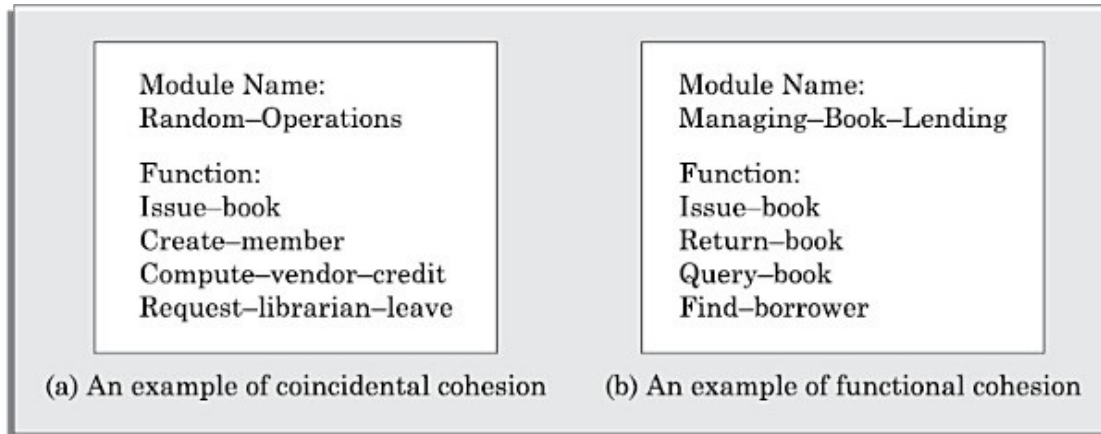 Module Name:
Random–Operations
Function:
Issue–book
Create–member
Compute–vendor–credit
Request–librarian–leave
(a) An example of coincidental cohesion
Module Name:
Managing–Book–Lending
Function:
Issue–book
Return–book
Query–book
Find–borrower
(b) An example of functional cohesion